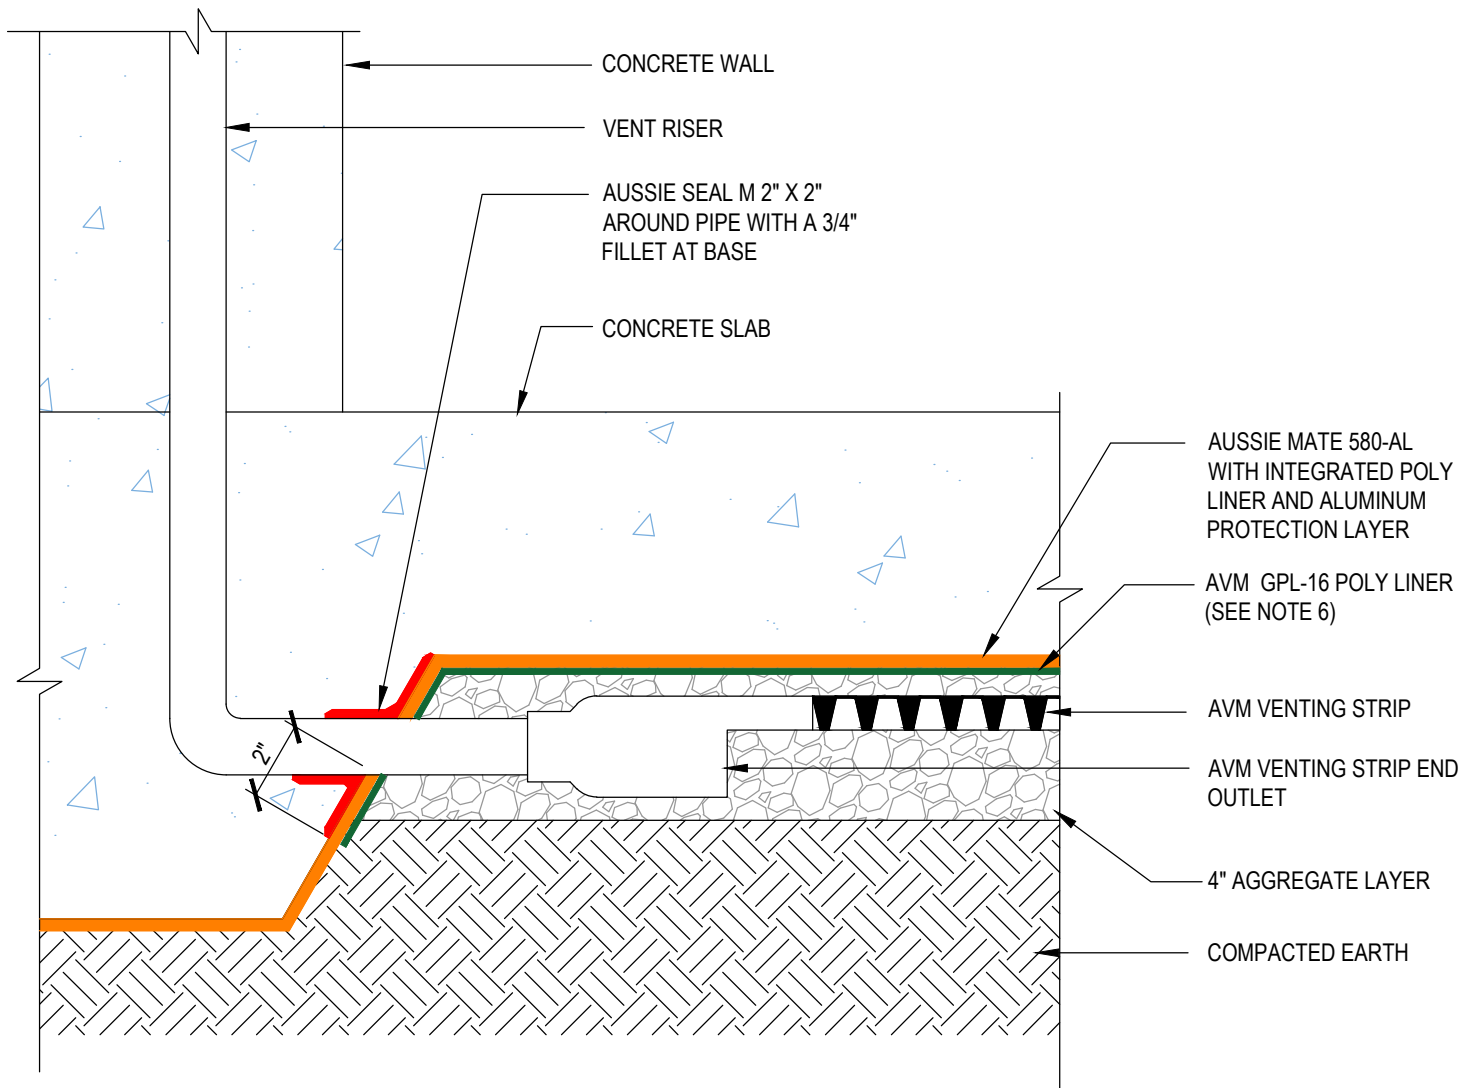 CONCRETE WALL
VENT RISER
AUSSIE SEAL M 2" X 2"
AROUND PIPE WITH A 3/4"
FILLET AT BASE
CONCRETE SLAB
AUSSIE MATE 580-AL
WITH INTEGRATED POLY
LINER AND ALUMINUM
PROTECTION LAYER
AVM GPL-16 POLY LINER
(SEE NOTE 6)
AVM VENTING STRIP
2"
AVM VENTING STRIP END
OUTLET
4" AGGREGATE LAYER
COMPACTED EARTH